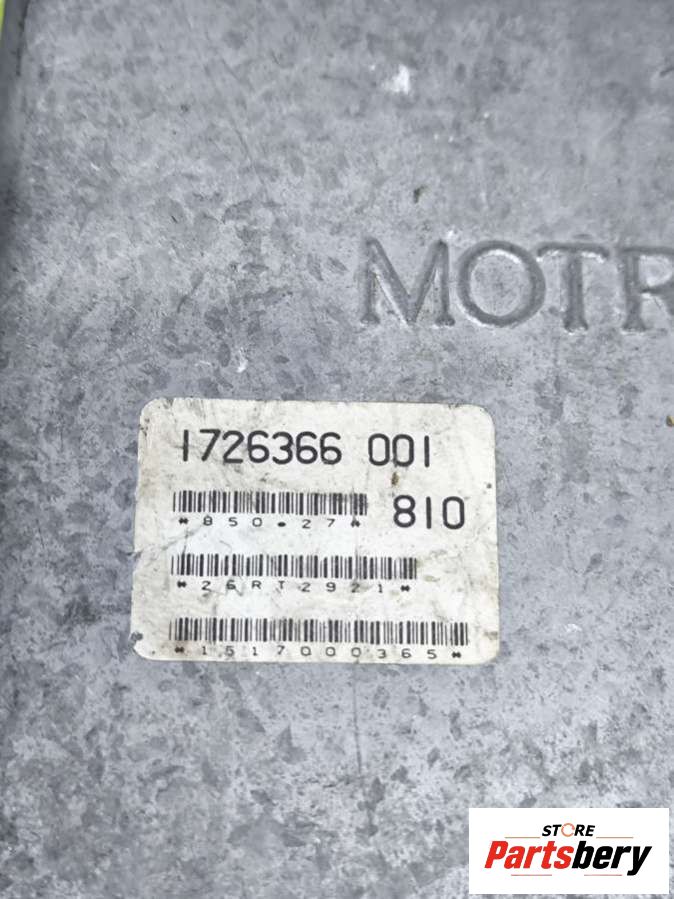 MOTR
1726366 001
*850.27*
810
*26RT2921*
*1517000365*
STORE
Partsbery